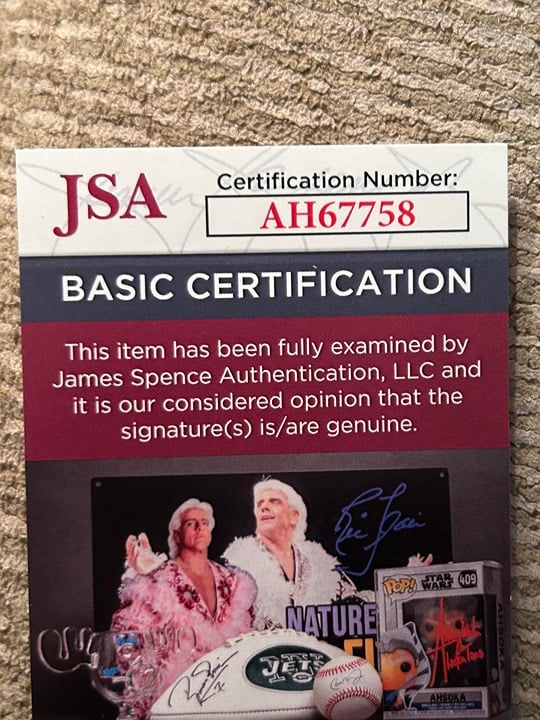 JSA
Certification Number:
AH67758
BASIC CERTIFICATION
This item has been fully examined by
James Spence Authentication, LLC and
it is our considered opinion that the
signature(s) is/are genuine.
NATURE
POP!
STAR
WARS
409
JETS
AHSOKA
AHSOKA